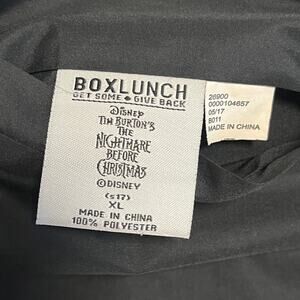 BOXLUNCH
GET SOME ♣ GIVE BACK
DISNEY
TIM BURTON'S
THE
NIGHTMARE
BEFORE
CHRISTMAS
©DISNEY
(s17)
XL
MADE IN CHINA
100% POLYESTER
26900
0000104657
05/17
B011
MADE IN CHINA